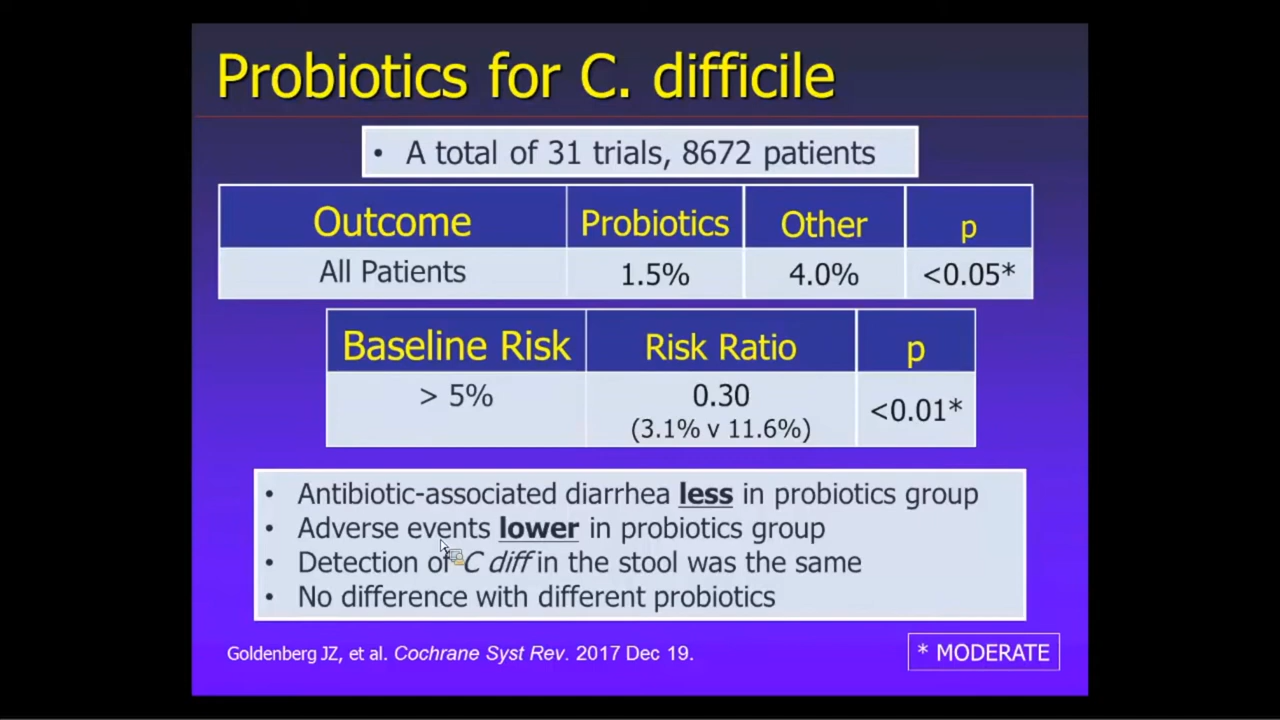 Probiotics for C. difficile
• A total of 31 trials, 8672 patients
Outcome Probiotics Other p
All Patients 1.5% 4.0% <0.05*
Baseline Risk Risk Ratio p
> 5% 0.30 <0.01*
(3.1% v 11.6%)
• Antibiotic-associated diarrhea less in probiotics group
• Adverse events lower in probiotics group
• Detection of C diff in the stool was the same
• No difference with different probiotics
Goldenberg JZ, et al. Cochrane Syst Rev. 2017 Dec 19.
* MODERATE